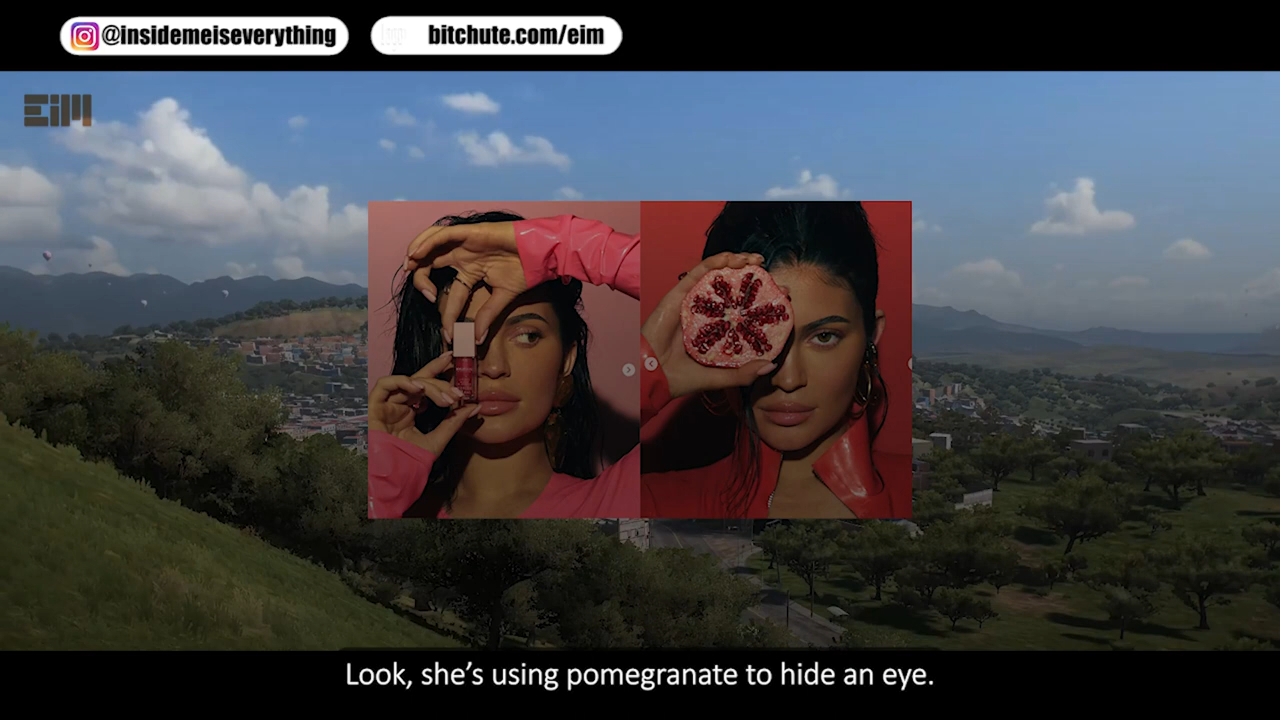 @insidemeiseverything
bitchute.com/eim
EIM
Look, she's using pomegranate to hide an eye.